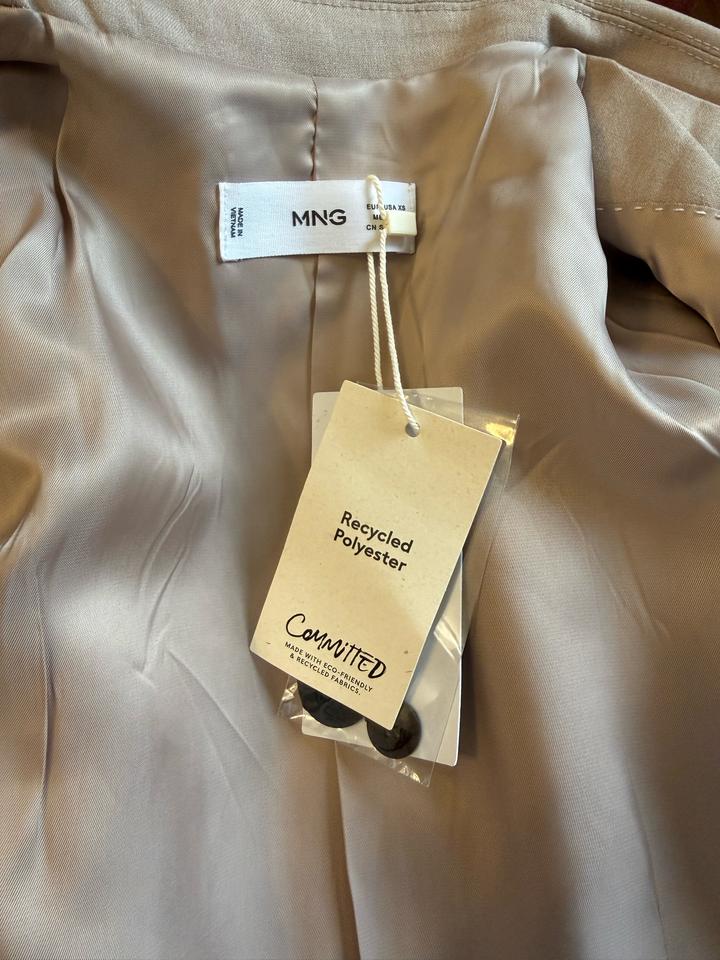 MADE IN
VIETNAM
MNG
EUR USA XS
CN S
Recycled
Polyester
COMMITTED
MADE WITH ECO-FRIENDLY
& RECYCLED FABRICS.